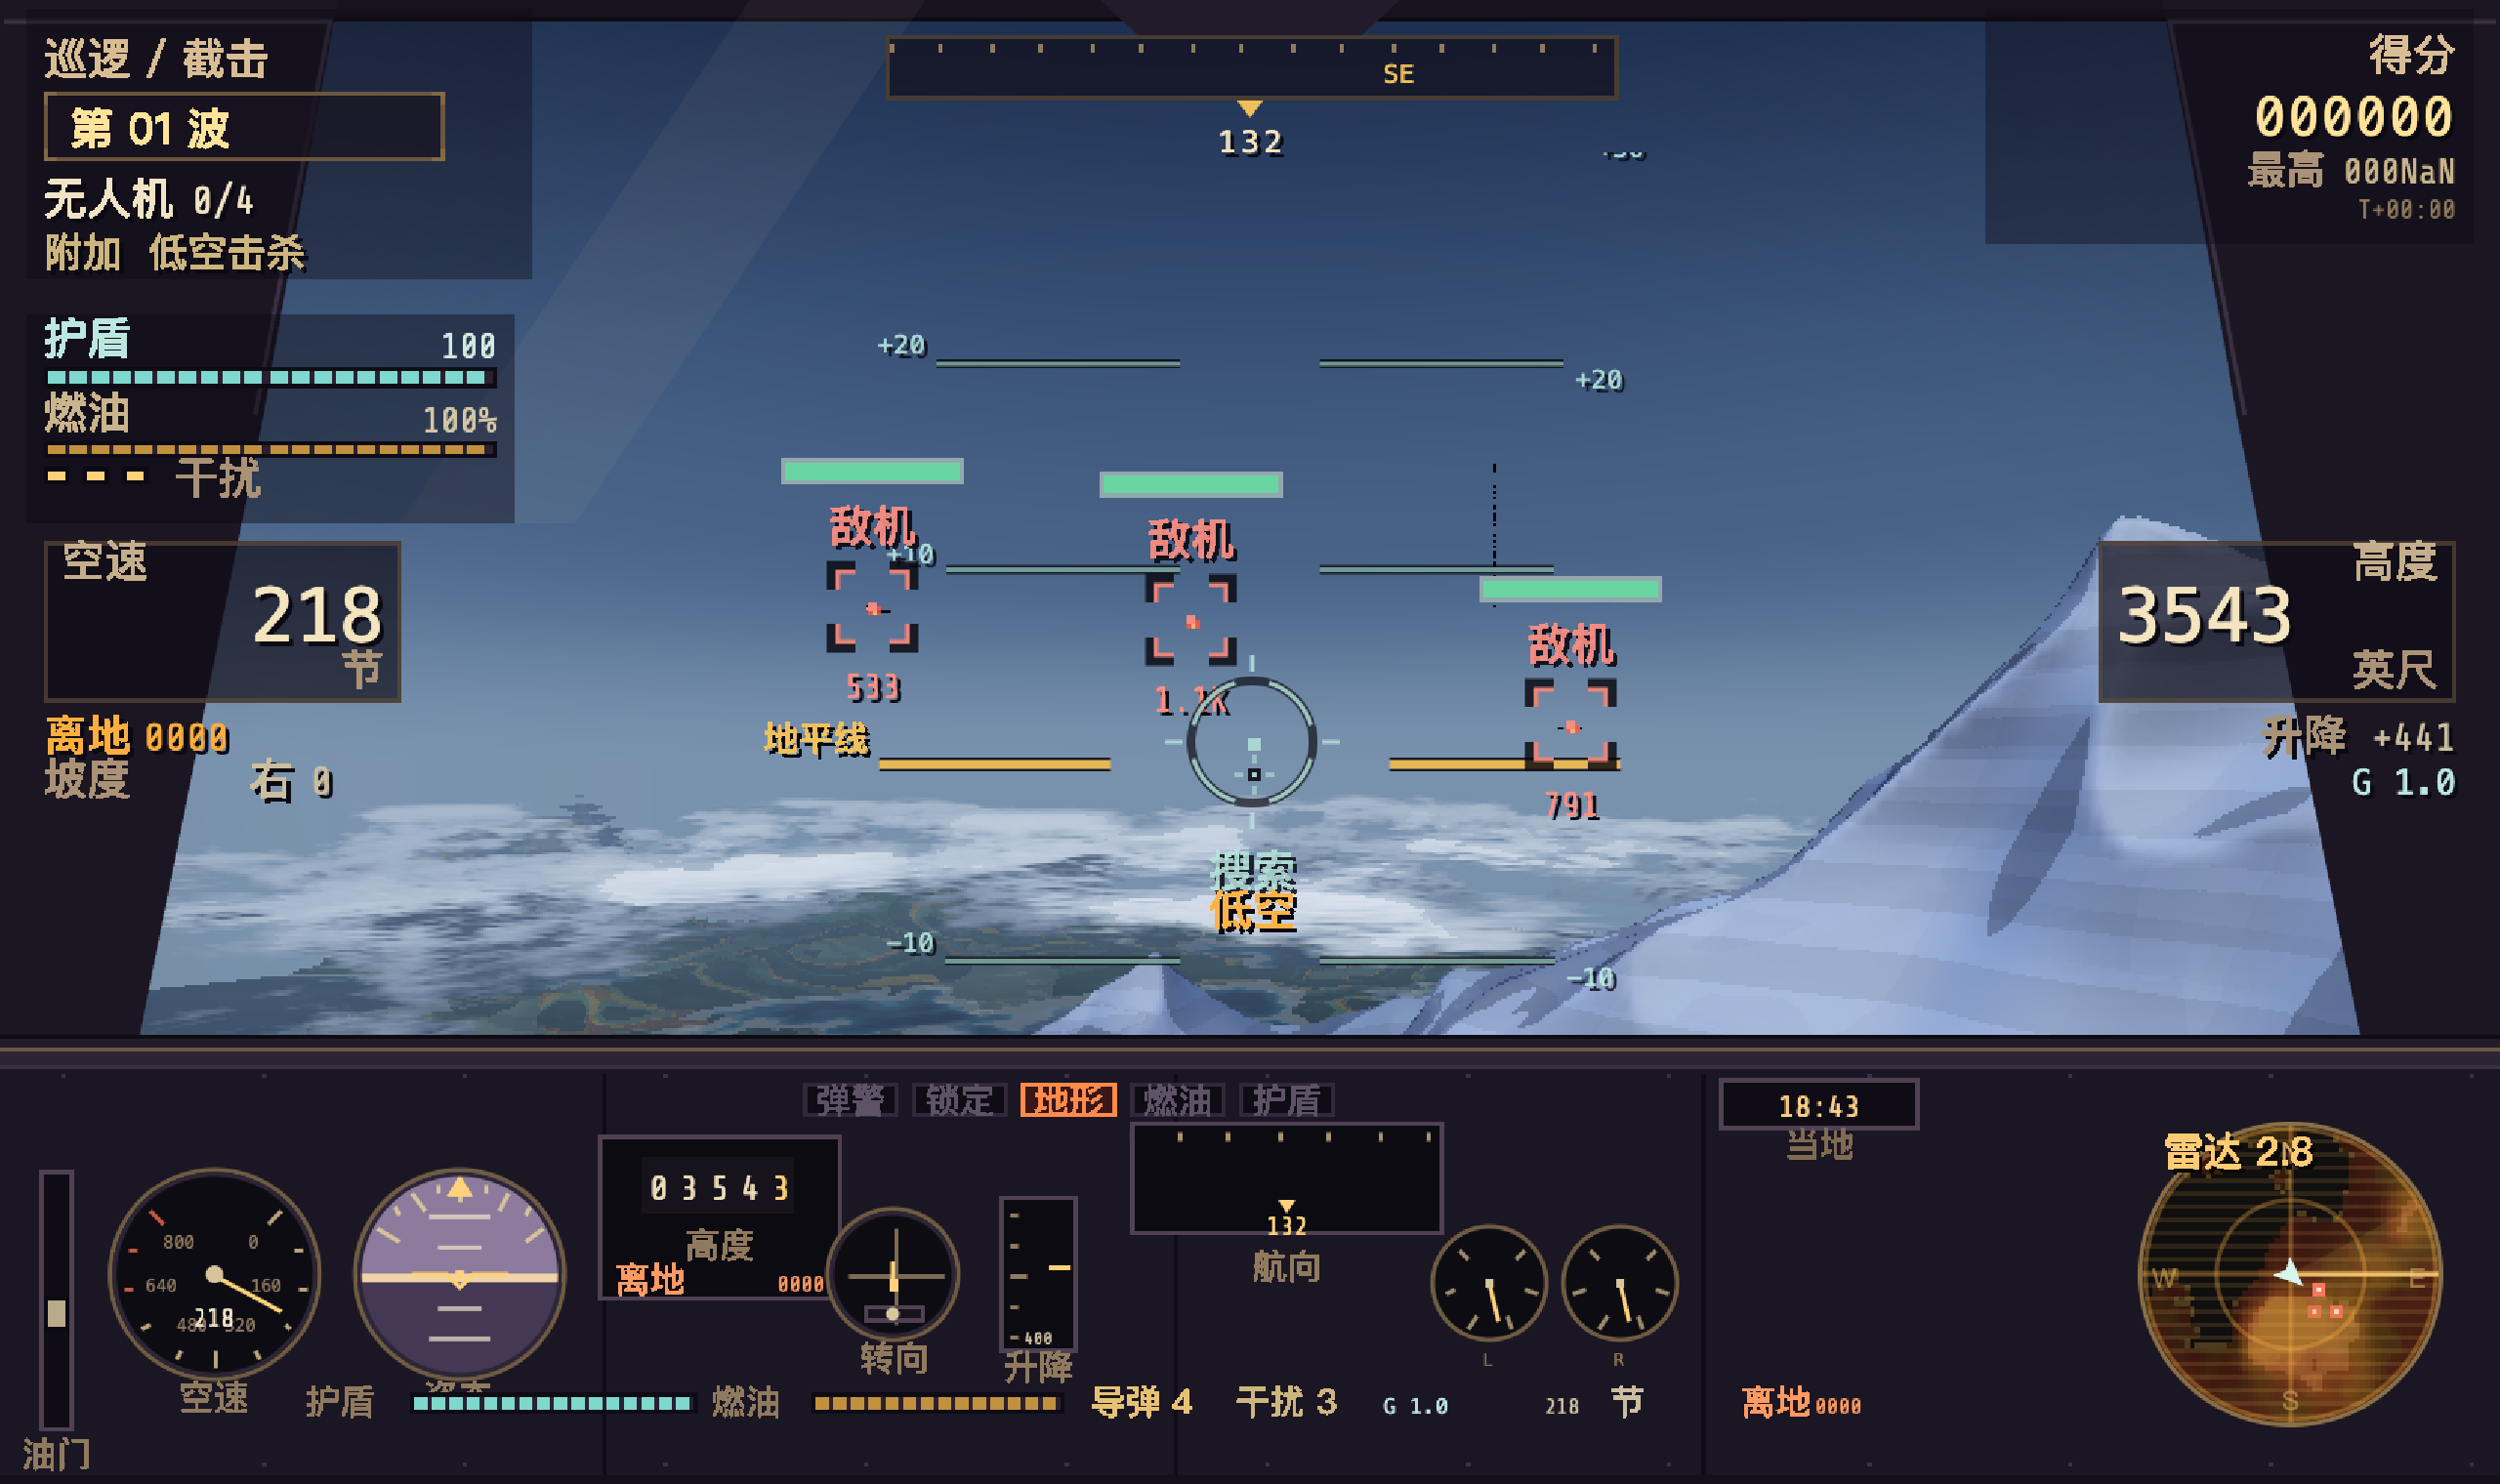 巡逻 / 截击
第 01 波
无人机 0/4
附加 低空击杀
护盾 100
燃油 100%
干扰
空速
218
节
离地 0000
坡度 右 0
SE
132
得分
000000
最高 000NaN
T+00:00
+20
+20
+10
敌机
533
敌机
1.1K
敌机
791
地平线
搜索
低空
-10
-10
高度
3543
英尺
升降 +441
G 1.0
弹警 锁定 地形 燃油 护盾
800 0
640 160
480 320
218
空速
油门
03543
高度
离地 0000
转向
400
升降
132
航向
L R
18:43
当地
雷达 2.8
W E
S
护盾 燃油 导弹 4 干扰 3 G 1.0 218 节 离地 0000